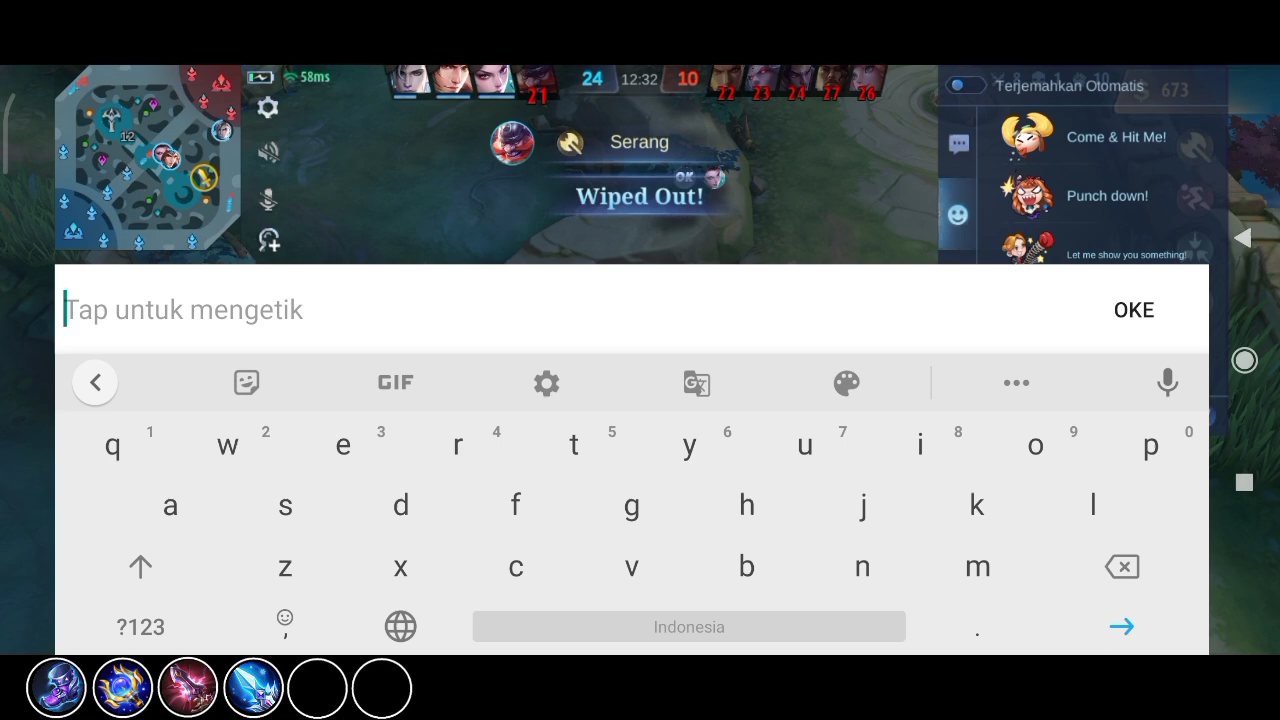 58ms
24 12:32 10
21
22 23 24 27 26
12
Serang
OK
Wiped Out!
Terjemahkan Otomatis
673
Come & Hit Me!
Punch down!
Let me show you something!
Tap untuk mengetik
OKE
GIF
q 1 w 2 e 3 r 4 t 5 y 6 u 7 i 8 o 9 p 0
a s d f g h j k l
z x c v b n m
?123 , Indonesia .